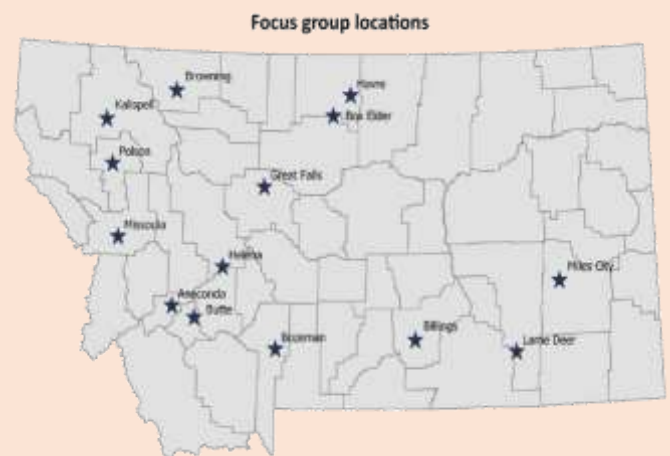 Focus group locations
Browning
Havre
Box Elder
Kalispell
Polson
Great Falls
Missoula
Helena
Miles City
Anaconda
Butte
Bozeman
Billings
Lame Deer